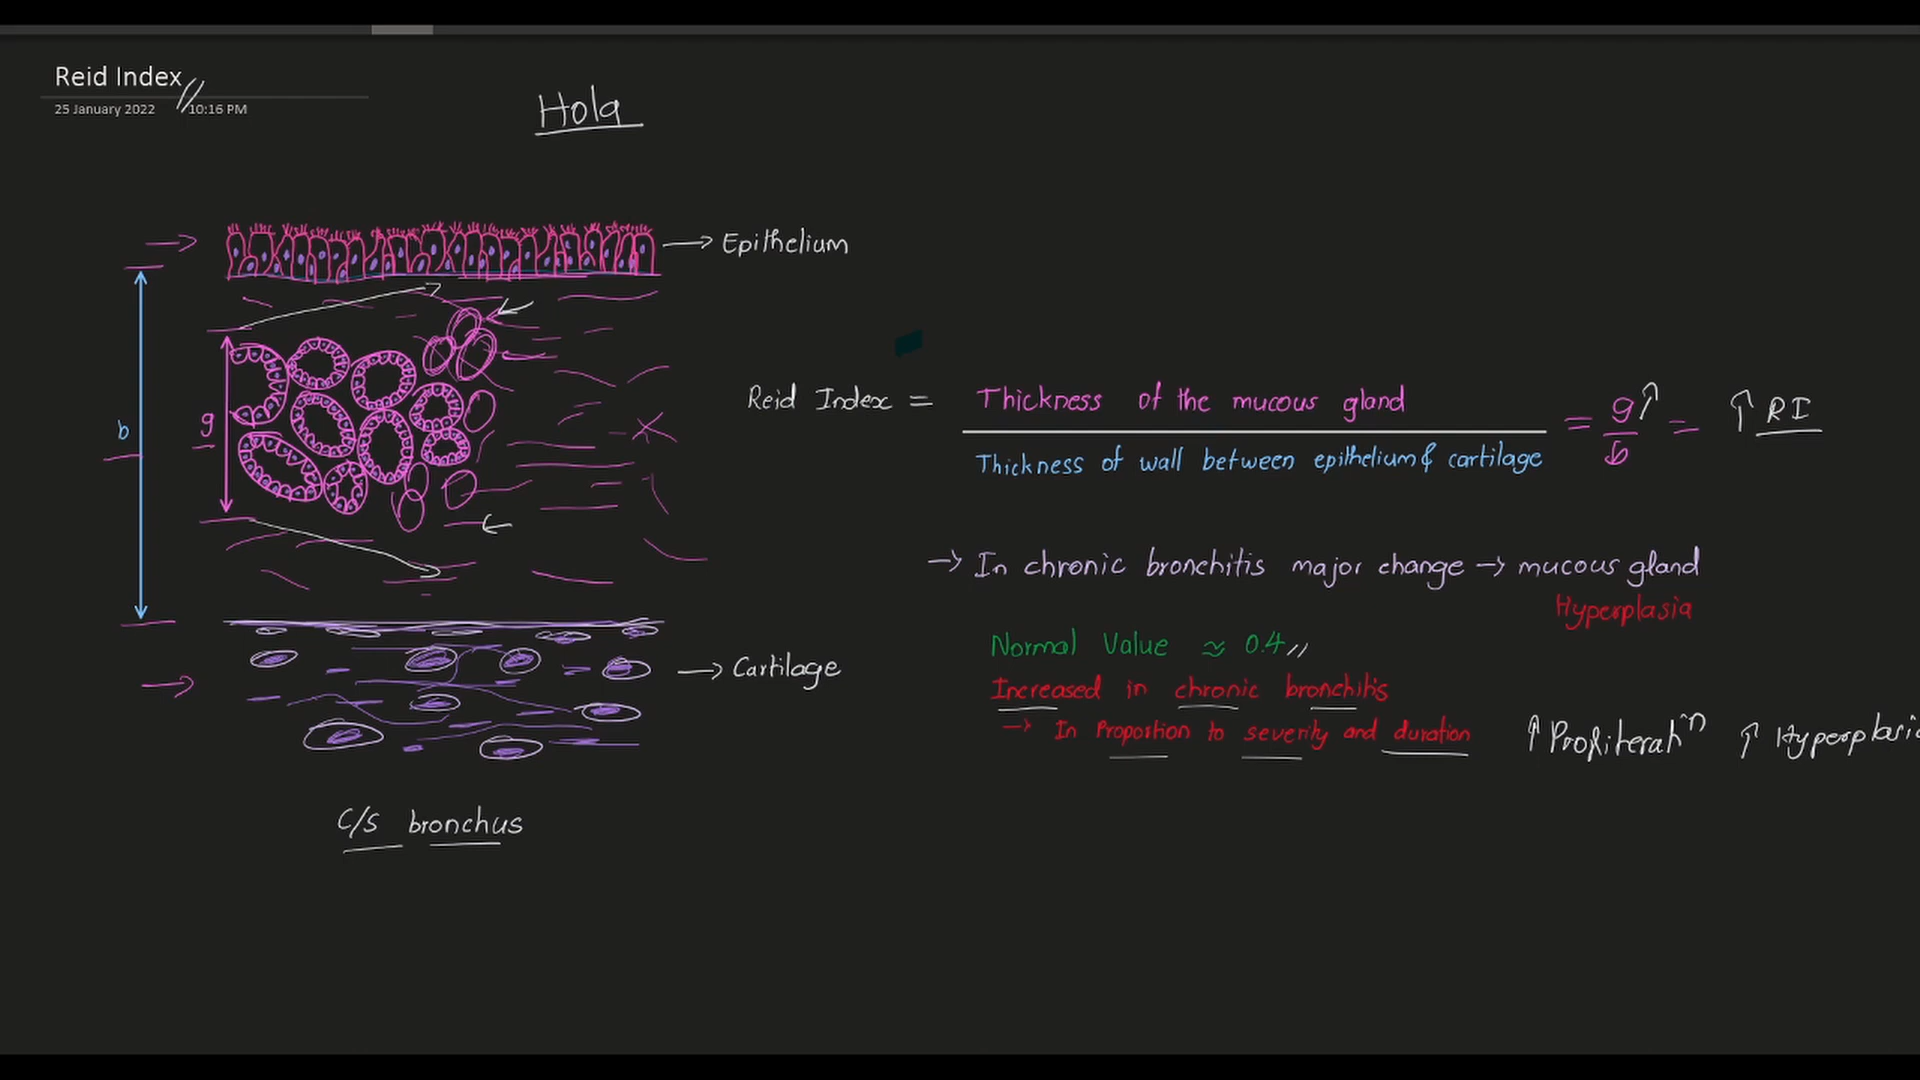 Reid Index
25 January 2022 10:16 PM
Hola
Epithelium
b
g
Cartilage
C/S bronchus
Reid Index = Thickness of the mucous gland = g↑ = ↑ RI
Thickness of wall between epithelium & cartilage b
→ In chronic bronchitis major change → mucous gland
Hyperplasia
Normal Value ≈ 0.4
Increased in chronic bronchitis
→ In Proportion to severity and duration
↑ Proliferatⁿ ↑ Hyperplasia